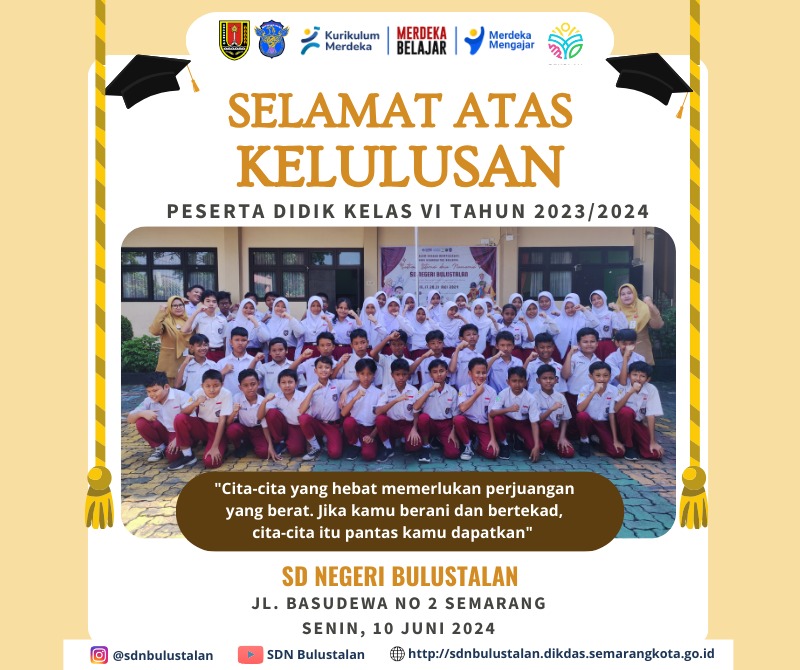 Kurikulum
Merdeka
MERDEKA
BELAJAR
Merdeka
Mengajar
SELAMAT ATAS
KELULUSAN
PESERTA DIDIK KELAS VI TAHUN 2023/2024
SD NEGERI BULUSTALAN
"Cita-cita yang hebat memerlukan perjuangan
yang berat. Jika kamu berani dan bertekad,
cita-cita itu pantas kamu dapatkan"
SD NEGERI BULUSTALAN
JL. BASUDEWA NO 2 SEMARANG
SENIN, 10 JUNI 2024
@sdnbulustalan
SDN Bulustalan
http://sdnbulustalan.dikdas.semarangkota.go.id